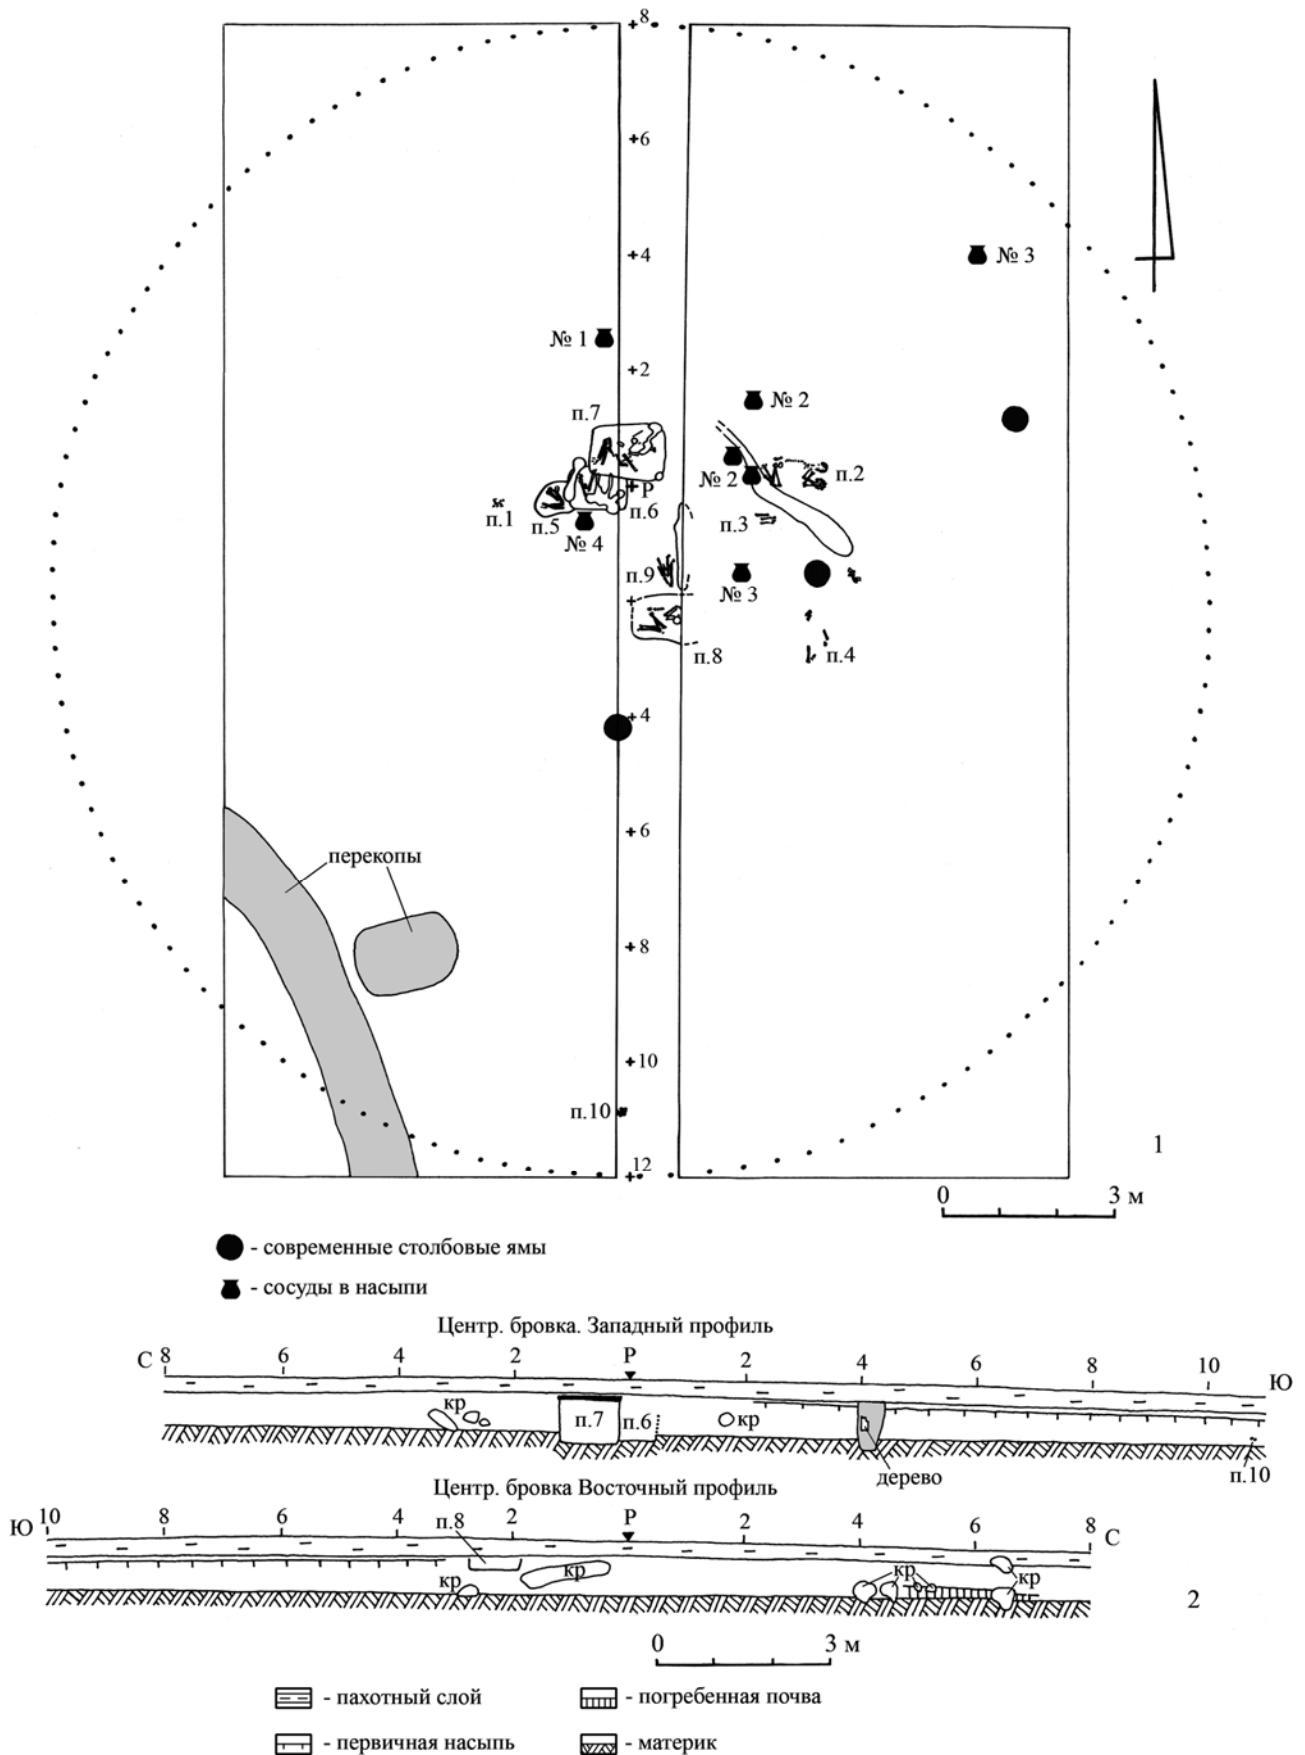 8
6
4
№ 3
№ 1
2
№ 2
п.7
№ 2
п.2
Р
п.1
п.5
п.6
п.3
№ 4
п.9
№ 3
п.8
п.4
4
6
перекопы
8
10
п.10
12
1
0 3 м
- современные столбовые ямы
- сосуды в насыпи
Центр. бровка. Западный профиль
С 8 6 4 2 Р 2 4 6 8 10 Ю
кр
п.7 п.6 кр
дерево
п.10
Центр. бровка Восточный профиль
Ю 10 8 6 4 2 Р 2 4 6 8 С
п.8
кр кр кр кр
2
0 3 м
- пахотный слой
- погребенная почва
- первичная насыпь
- материк